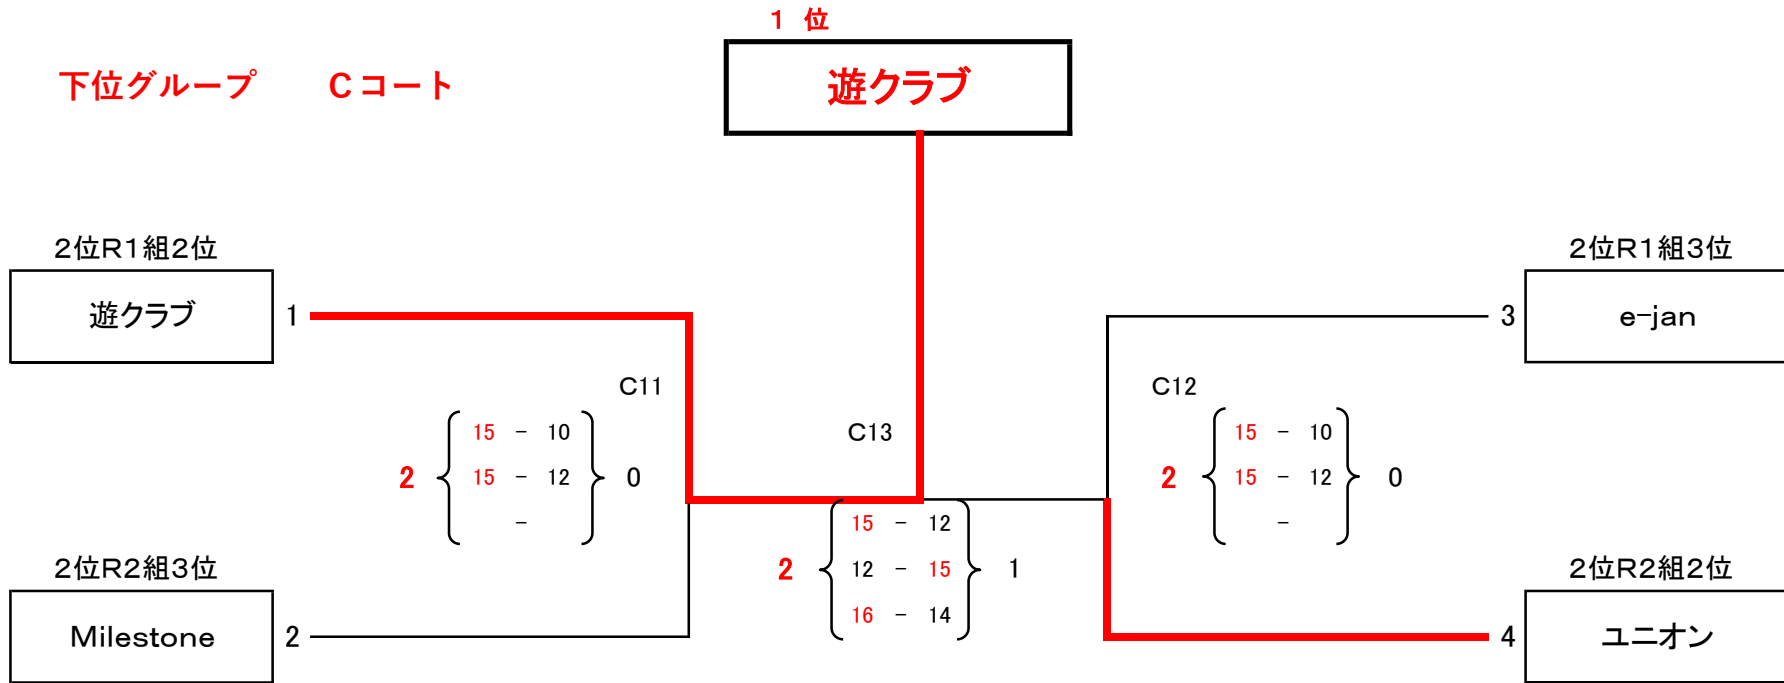 1 位
遊クラブ
下位グループ Cコート
2位R1組2位
遊クラブ
1
2位R1組3位
e-jan
3
C11
15 - 10
2 15 - 12 0
-
C13
15 - 12
2 12 - 15 1
16 - 14
C12
15 - 10
2 15 - 12 0
-
2位R2組3位
Milestone
2
2位R2組2位
ユニオン
4